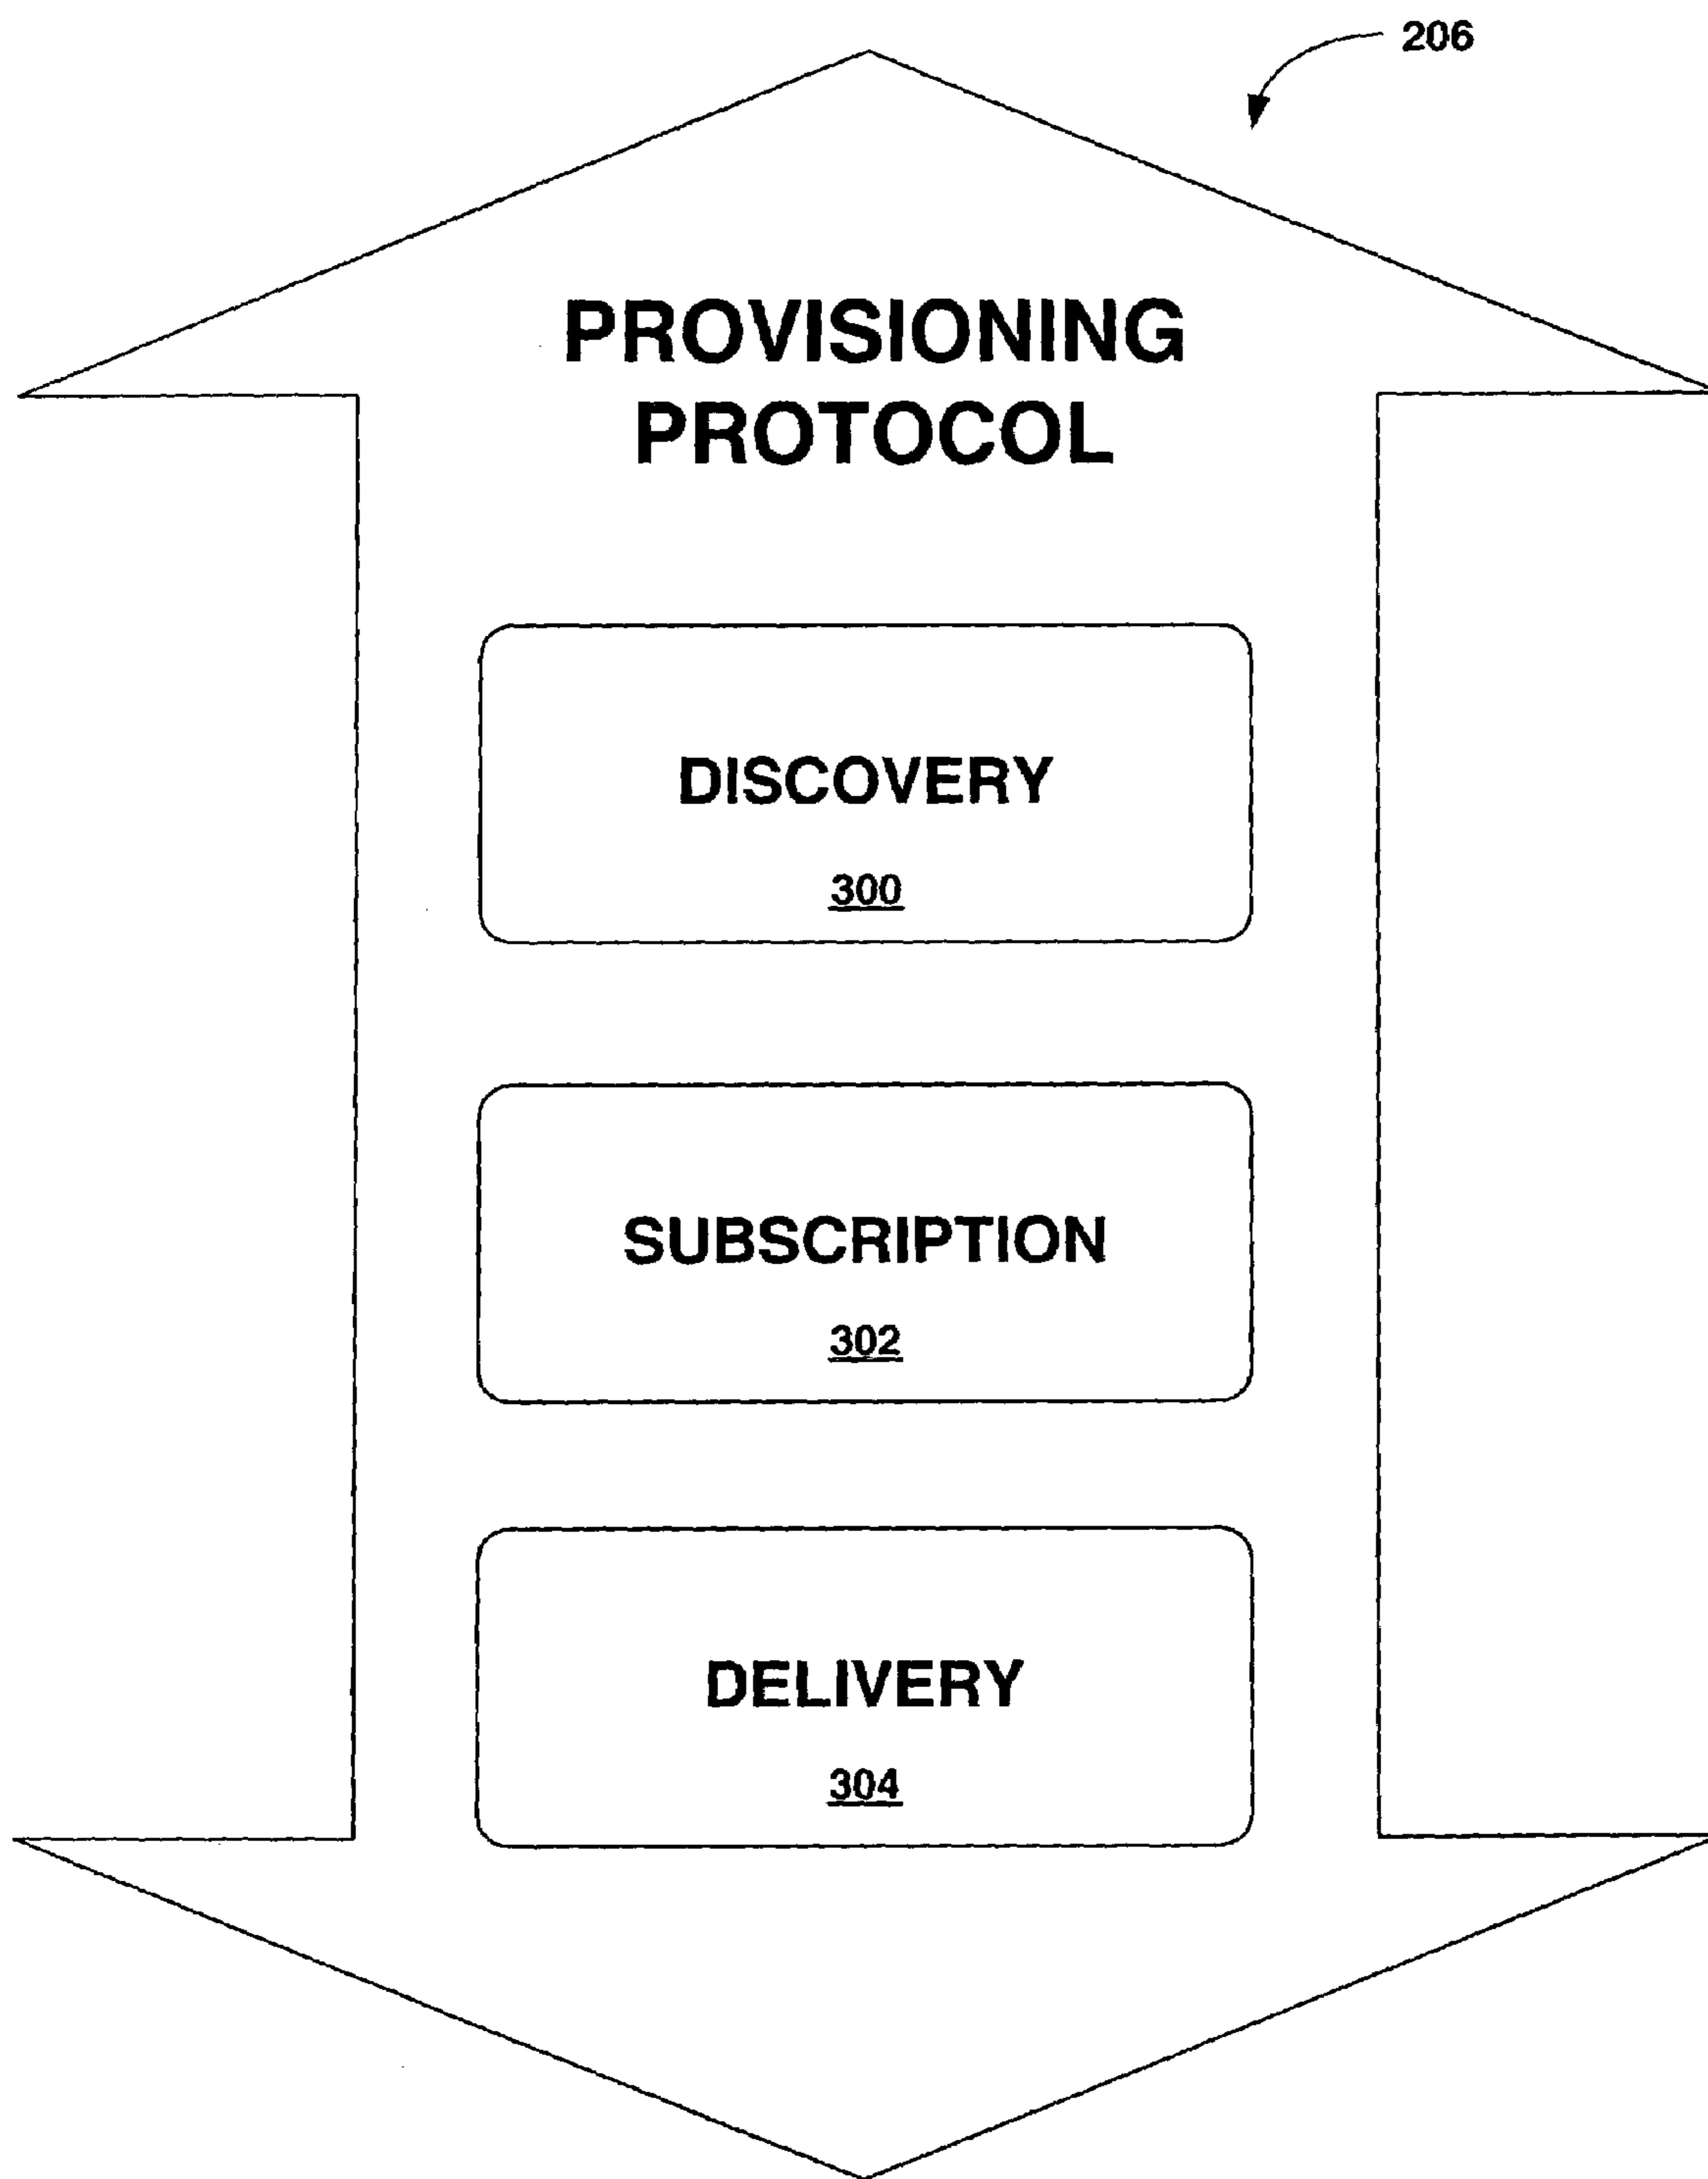 206
PROVISIONING
PROTOCOL
DISCOVERY
300
SUBSCRIPTION
302
DELIVERY
304